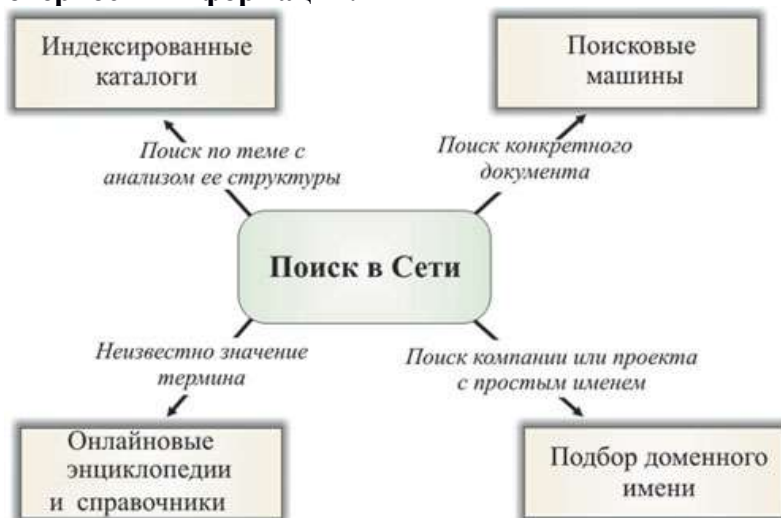 Индексированные
каталоги
Поисковые
машины
Поиск по теме с
анализом ее структуры
Поиск конкретного
документа
Поиск в Сети
Неизвестно значение
термина
Поиск компании или проекта
с простым именем
Онлайновые
энциклопедии
и справочники
Подбор доменного
имени